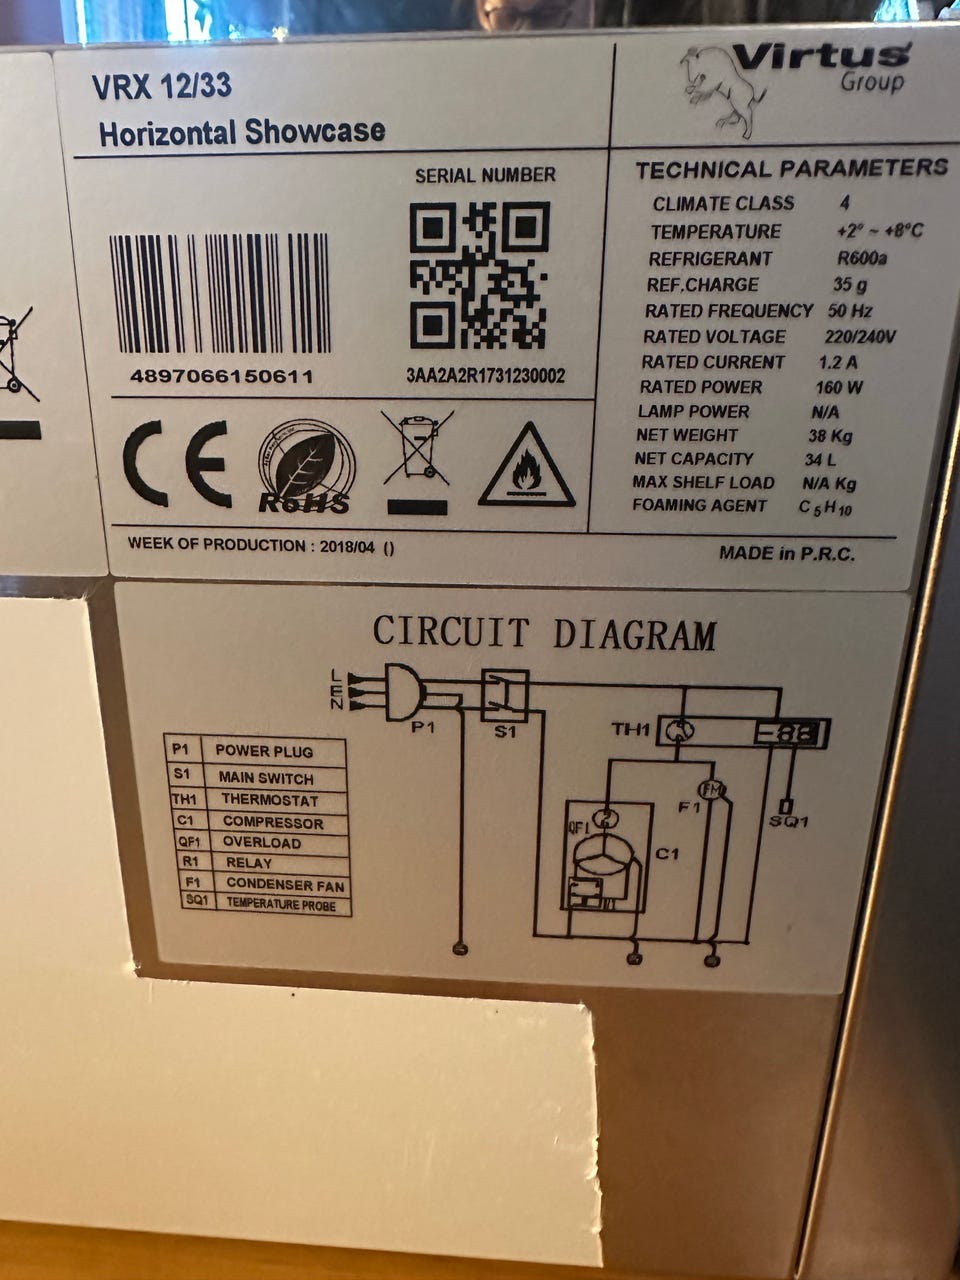 VRX 12/33
Horizontal Showcase
Virtus
Group
SERIAL NUMBER
4897066150611
3AA2A2R1731230002
CE
RoHS
WEEK OF PRODUCTION : 2018/04 ()
TECHNICAL PARAMETERS
CLIMATE CLASS 4
TEMPERATURE +2° ~ +8°C
REFRIGERANT R600a
REF.CHARGE 35 g
RATED FREQUENCY 50 Hz
RATED VOLTAGE 220/240V
RATED CURRENT 1.2 A
RATED POWER 160 W
LAMP POWER N/A
NET WEIGHT 38 Kg
NET CAPACITY 34 L
MAX SHELF LOAD N/A Kg
FOAMING AGENT C5H10
MADE in P.R.C.
CIRCUIT DIAGRAM
L
E
N
P1
S1
TH1
-88
F1
FM
SQ1
QF1
C1
P1 POWER PLUG
S1 MAIN SWITCH
TH1 THERMOSTAT
C1 COMPRESSOR
QF1 OVERLOAD
R1 RELAY
F1 CONDENSER FAN
SQ1 TEMPERATURE PROBE